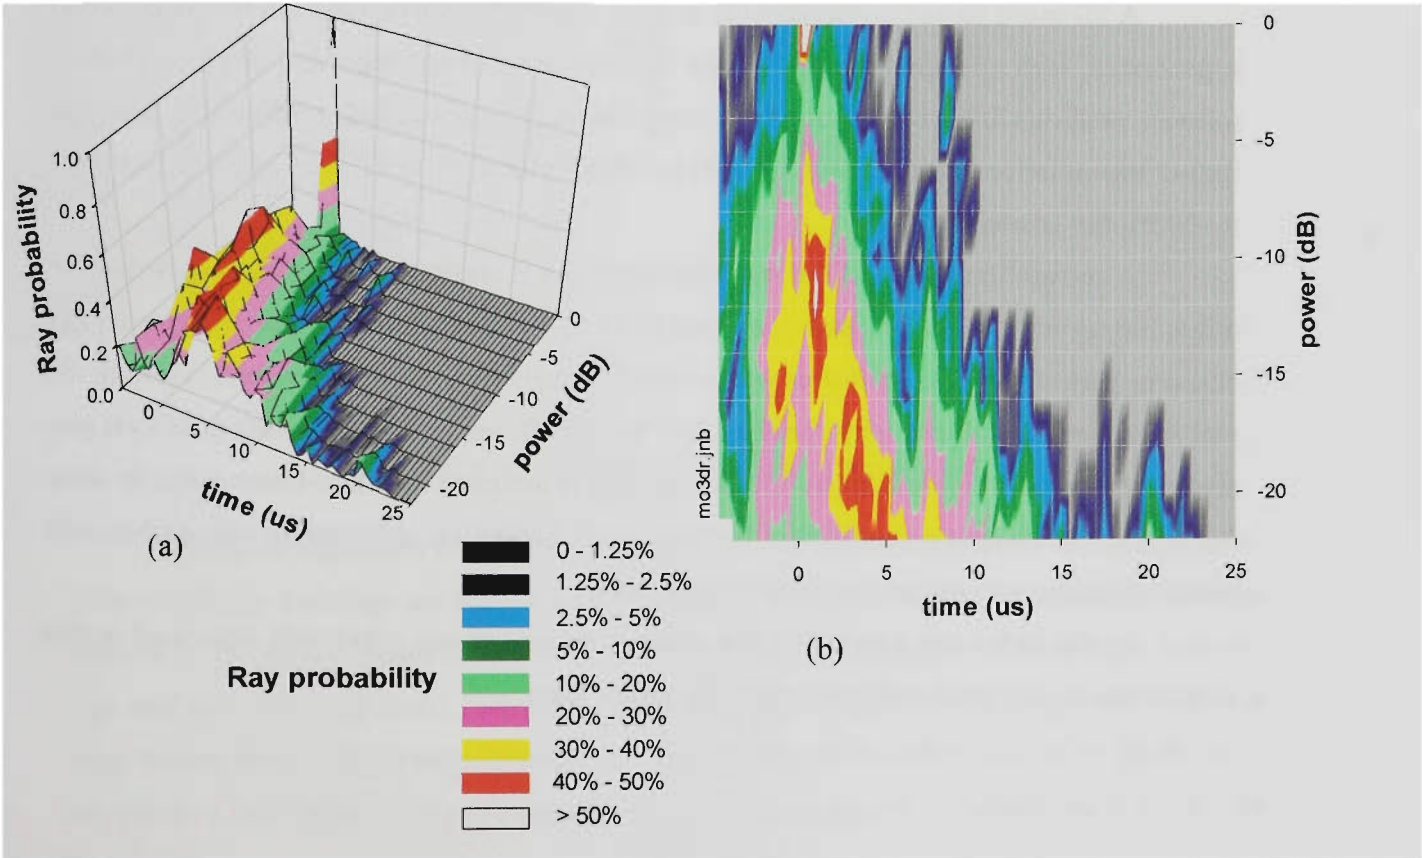 1.0
0.8
0.6
0.4
0.2
0.0
Ray probability
0
5
10
15
20
25
time (us)
0
-5
-10
-15
-20
power (dB)
(a)
0
-5
-10
-15
-20
power (dB)
mo3dr.jnb
0
5
10
15
20
25
time (us)
(b)
Ray probability
0 - 1.25%
1.25% - 2.5%
2.5% - 5%
5% - 10%
10% - 20%
20% - 30%
30% - 40%
40% - 50%
> 50%